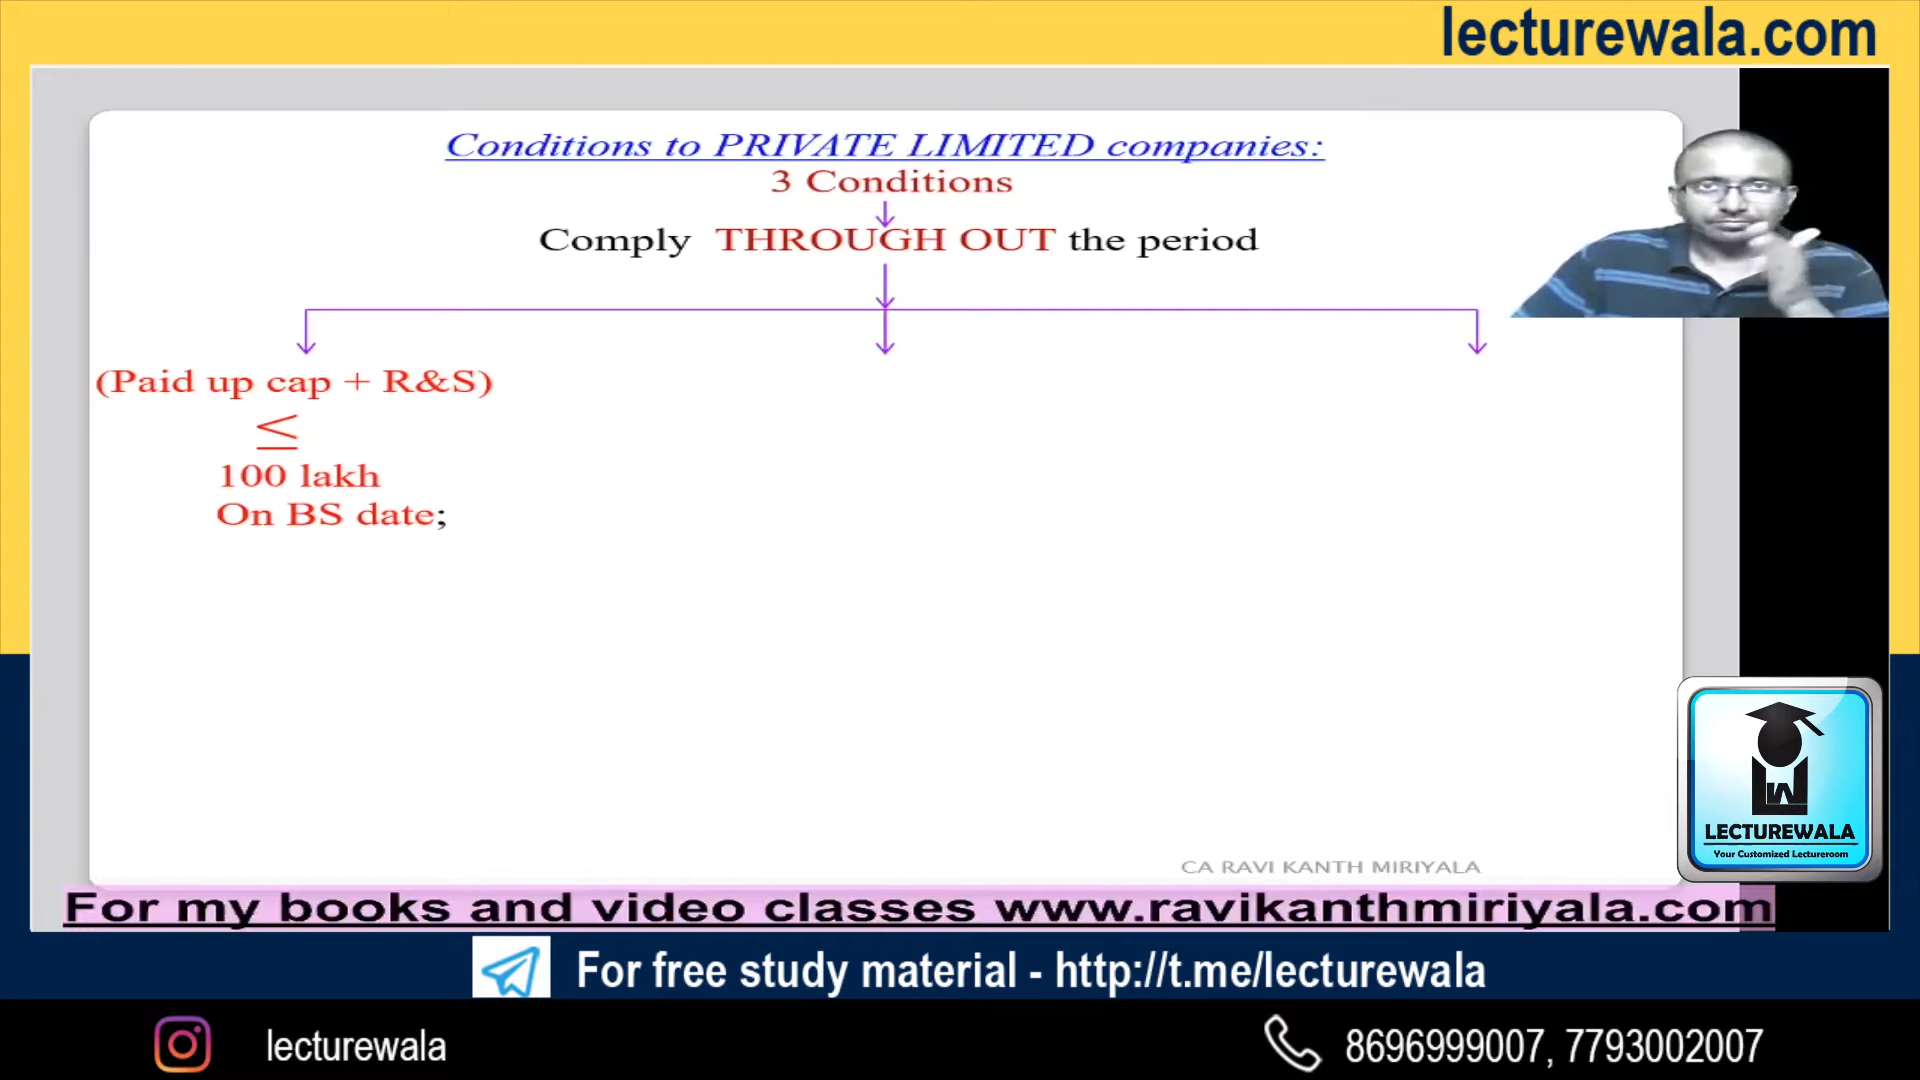 lecturewala.com
Conditions to PRIVATE LIMITED companies:
3 Conditions
Comply THROUGH OUT the period
(Paid up cap + R&S)
≤
100 lakh
On BS date;
LECTUREWALA
Your Customized Lectureroom
CA RAVI KANTH MIRIYALA
For my books and video classes www.ravikanthmiriyala.com
For free study material - http://t.me/lecturewala
lecturewala
8696999007, 7793002007